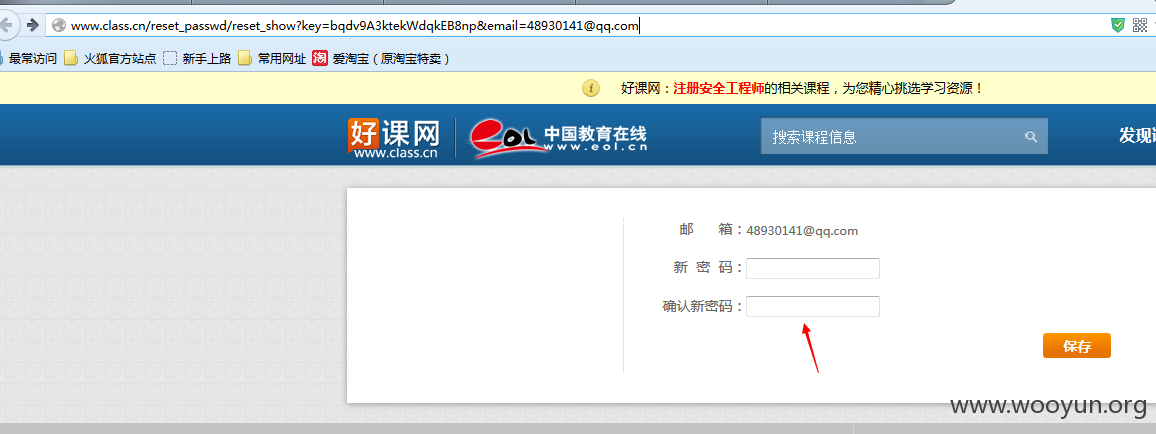 www.class.cn/reset_passwd/reset_show?key=bqdv9A3ktekWdqkEB8np&email=48930141@qq.com
最常访问 火狐官方站点 新手上路 常用网址 淘 爱淘宝（原淘宝特卖）
i 好课网：注册安全工程师的相关课程，为您精心挑选学习资源！
好课网 eol 中国教育在线 搜索课程信息 发现
www.class.cn www.eol.cn
邮 箱：48930141@qq.com
新 密 码：
确认新密码：
保存
www.wooyun.org